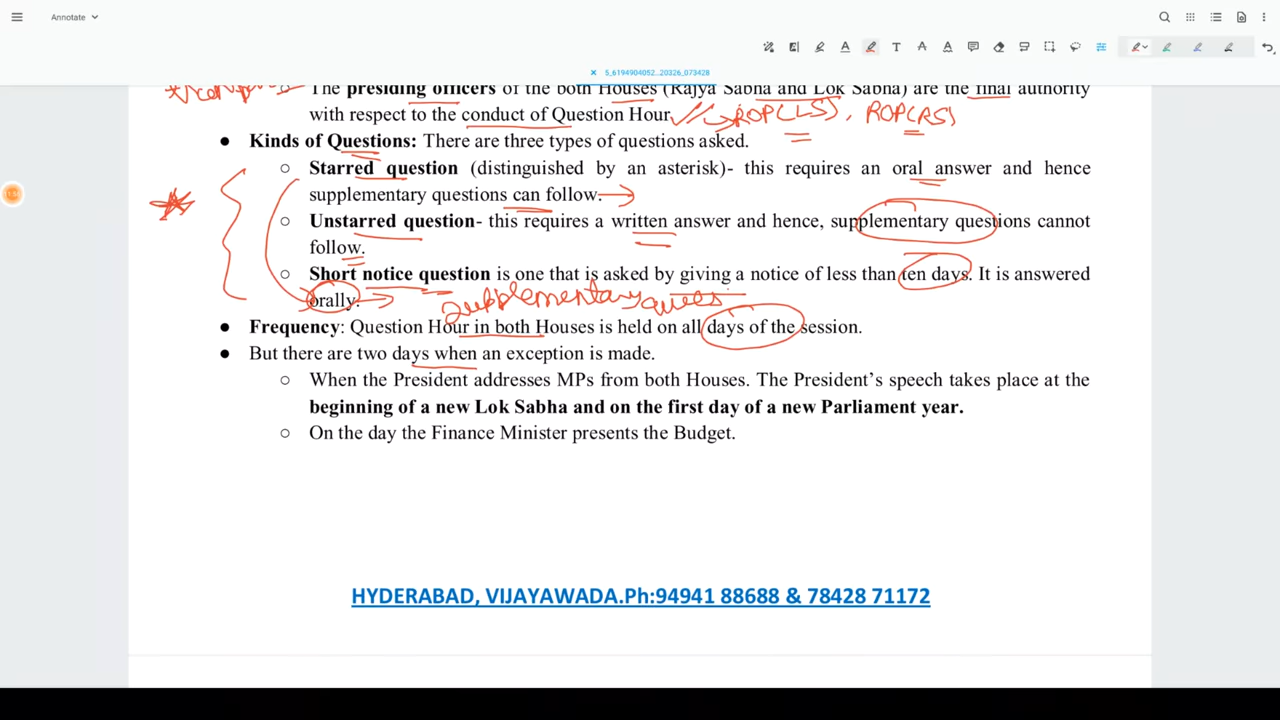 Annotate
5_6194904052...20326_073428
The presiding officers of the both Houses (Rajya Sabha and Lok Sabha) are the final authority
with respect to the conduct of Question Hour. ROP(LS), ROP(RS)
● Kinds of Questions: There are three types of questions asked.
○ Starred question (distinguished by an asterisk)- this requires an oral answer and hence
supplementary questions can follow.
○ Unstarred question- this requires a written answer and hence, supplementary questions cannot
follow.
○ Short notice question is one that is asked by giving a notice of less than ten days. It is answered
orally. supplementary ques
● Frequency: Question Hour in both Houses is held on all days of the session.
● But there are two days when an exception is made.
○ When the President addresses MPs from both Houses. The President’s speech takes place at the
beginning of a new Lok Sabha and on the first day of a new Parliament year.
○ On the day the Finance Minister presents the Budget.
HYDERABAD, VIJAYAWADA.Ph:94941 88688 & 78428 71172